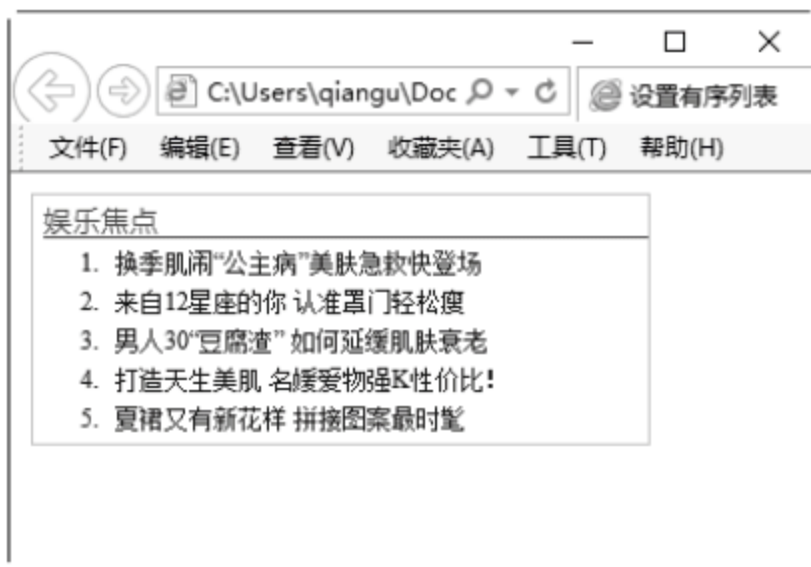 C:\Users\qiangu\Doc 设置有序列表
文件(F) 编辑(E) 查看(V) 收藏夹(A) 工具(T) 帮助(H)
娱乐焦点
1. 换季肌闹“公主病”美肤急救快登场
2. 来自12星座的你 认准罩门轻松瘦
3. 男人30“豆腐渣” 如何延缓肌肤衰老
4. 打造天生美肌 名媛爱物强K性价比!
5. 夏裙又有新花样 拼接图案最时髦